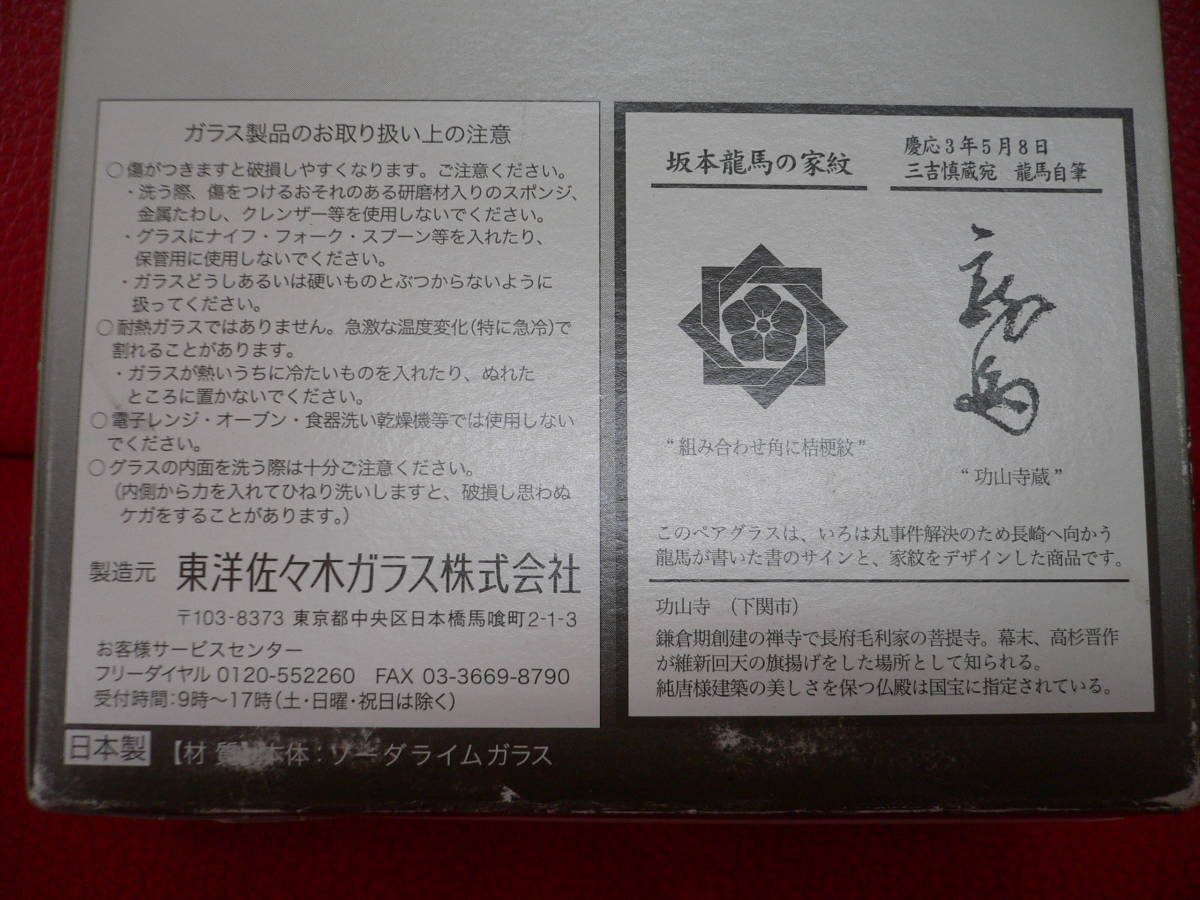 ガラス製品のお取り扱い上の注意
○傷がつきますと破損しやすくなります。ご注意ください。
・洗う際、傷をつけるおそれのある研磨材入りのスポンジ、
金属たわし、クレンザー等を使用しないでください。
・グラスにナイフ・フォーク・スプーン等を入れたり、
保管用に使用しないでください。
・ガラスどうしあるいは硬いものとぶつからないように
扱ってください。
○耐熱ガラスではありません。急激な温度変化(特に急冷)で
割れることがあります。
・ガラスが熱いうちに冷たいものを入れたり、ぬれた
ところに置かないでください。
○電子レンジ・オーブン・食器洗い乾燥機等では使用しない
でください。
○グラスの内面を洗う際は十分ご注意ください。
(内側から力を入れてひねり洗いしますと、破損し思わぬ
ケガをすることがあります。)
製造元 東洋佐々木ガラス株式会社
〒103-8373 東京都中央区日本橋馬喰町2-1-3
お客様サービスセンター
フリーダイヤル 0120-552260 FAX 03-3669-8790
受付時間:9時〜17時(土・日曜・祝日は除く)
日本製 【材 質】本体:ソーダライムガラス
坂本龍馬の家紋
慶応3年5月8日
三吉慎蔵宛 龍馬自筆
龍馬
“組み合わせ角に桔梗紋”
“功山寺蔵”
このペアグラスは、いろは丸事件解決のため長崎へ向かう
龍馬が書いた書のサインと、家紋をデザインした商品です。
功山寺 (下関市)
鎌倉期創建の禅寺で長府毛利家の菩提寺。幕末、高杉晋作
が維新回天の旗揚げをした場所として知られる。
純唐様建築の美しさを保つ仏殿は国宝に指定されている。